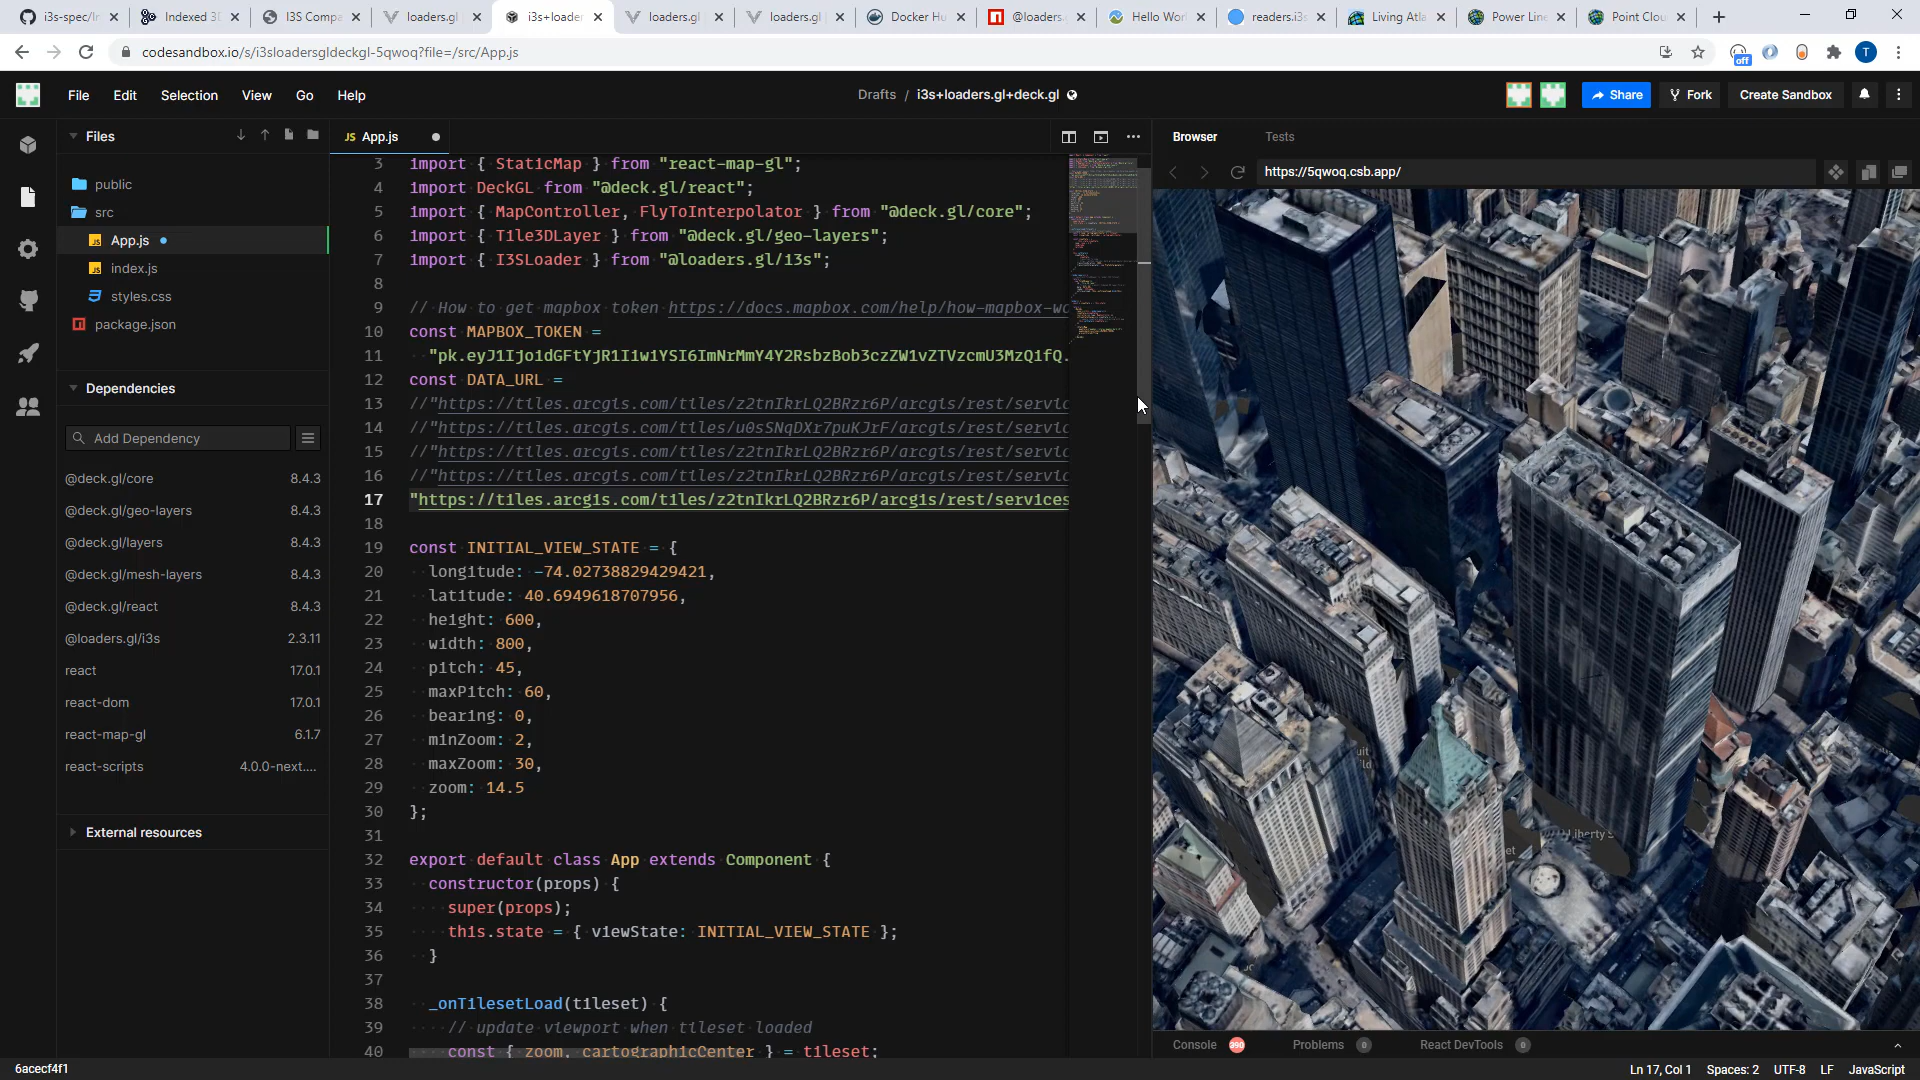 i3s-spec/in
Indexed 3D
I3S Compa
loaders.gl
i3s+loader
loaders.gl
loaders.gl
Docker Hu
@loaders.
Hello Worl
readers.i3s
Living Atla
Power Line
Point Clou
codesandbox.io/s/i3sloadersgldeckgl-5qwoq?file=/src/App.js
off
T
File Edit Selection View Go Help
Drafts / i3s+loaders.gl+deck.gl
Share
Fork
Create Sandbox
Files
public
src
App.js
index.js
styles.css
package.json
Dependencies
Add Dependency
@deck.gl/core 8.4.3
@deck.gl/geo-layers 8.4.3
@deck.gl/layers 8.4.3
@deck.gl/mesh-layers 8.4.3
@deck.gl/react 8.4.3
@loaders.gl/i3s 2.3.11
react 17.0.1
react-dom 17.0.1
react-map-gl 6.1.7
react-scripts 4.0.0-next....
External resources
JS App.js
3 import { StaticMap } from "react-map-gl";
4 import DeckGL from "@deck.gl/react";
5 import { MapController, FlyToInterpolator } from "@deck.gl/core";
6 import { Tile3DLayer } from "@deck.gl/geo-layers";
7 import { I3SLoader } from "@loaders.gl/i3s";
8
9 // How to get mapbox token https://docs.mapbox.com/help/how-mapbox-wo
10 const MAPBOX_TOKEN =
11 "pk.eyJ1IjoidGFtYjR1IiwiYSI6ImNrMmY4Y2RsbzBob3czZW1vZTVzcmU3MzQifQ.
12 const DATA_URL =
13 //"https://tiles.arcgis.com/tiles/z2tnIkrLQ2BRzr6P/arcgis/rest/servic
14 //"https://tiles.arcgis.com/tiles/u0sSNqDXr7puKJrF/arcgis/rest/servic
15 //"https://tiles.arcgis.com/tiles/z2tnIkrLQ2BRzr6P/arcgis/rest/servic
16 //"https://tiles.arcgis.com/tiles/z2tnIkrLQ2BRzr6P/arcgis/rest/servic
17 "https://tiles.arcgis.com/tiles/z2tnIkrLQ2BRzr6P/arcgis/rest/services
18
19 const INITIAL_VIEW_STATE = {
20 longitude: -74.02738829429421,
21 latitude: 40.6949618707956,
22 height: 600,
23 width: 800,
24 pitch: 45,
25 maxPitch: 60,
26 bearing: 0,
27 minZoom: 2,
28 maxZoom: 30,
29 zoom: 14.5
30 };
31
32 export default class App extends Component {
33 constructor(props) {
34 super(props);
35 this.state = { viewState: INITIAL_VIEW_STATE };
36 }
37
38 _onTilesetLoad(tileset) {
39 // update viewport when tileset loaded
40 const { zoom, cartographicCenter } = tileset;
Browser Tests
https://5qwoq.csb.app/
Liberty S
Console 390 Problems 0 React DevTools 0
6acecf4f1
Ln 17, Col 1 Spaces: 2 UTF-8 LF JavaScript